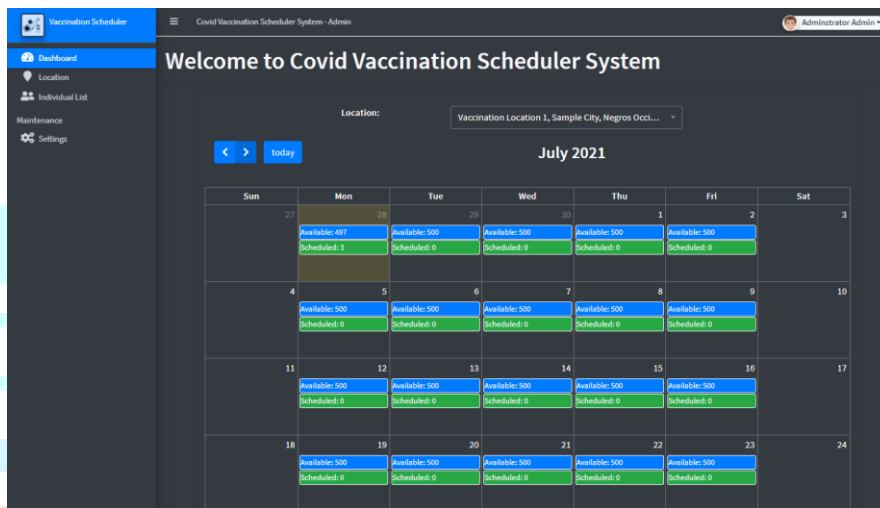 Vaccination Scheduler
Covid Vaccination Scheduler System - Admin
Adminstrator Admin
Dashboard
Location
Individual List
Maintenance
Settings
Welcome to Covid Vaccination Scheduler System
Location:
Vaccination Location 1, Sample City, Negros Occi...
today
July 2021
Sun Mon Tue Wed Thu Fri Sat
27 28 29 30 1 2 3
Available: 497 Available: 500 Available: 500 Available: 500 Available: 500
Scheduled: 3 Scheduled: 0 Scheduled: 0 Scheduled: 0 Scheduled: 0
4 5 6 7 8 9 10
Available: 500 Available: 500 Available: 500 Available: 500 Available: 500
Scheduled: 0 Scheduled: 0 Scheduled: 0 Scheduled: 0 Scheduled: 0
11 12 13 14 15 16 17
Available: 500 Available: 500 Available: 500 Available: 500 Available: 500
Scheduled: 0 Scheduled: 0 Scheduled: 0 Scheduled: 0 Scheduled: 0
18 19 20 21 22 23 24
Available: 500 Available: 500 Available: 500 Available: 500 Available: 500
Scheduled: 0 Scheduled: 0 Scheduled: 0 Scheduled: 0 Scheduled: 0